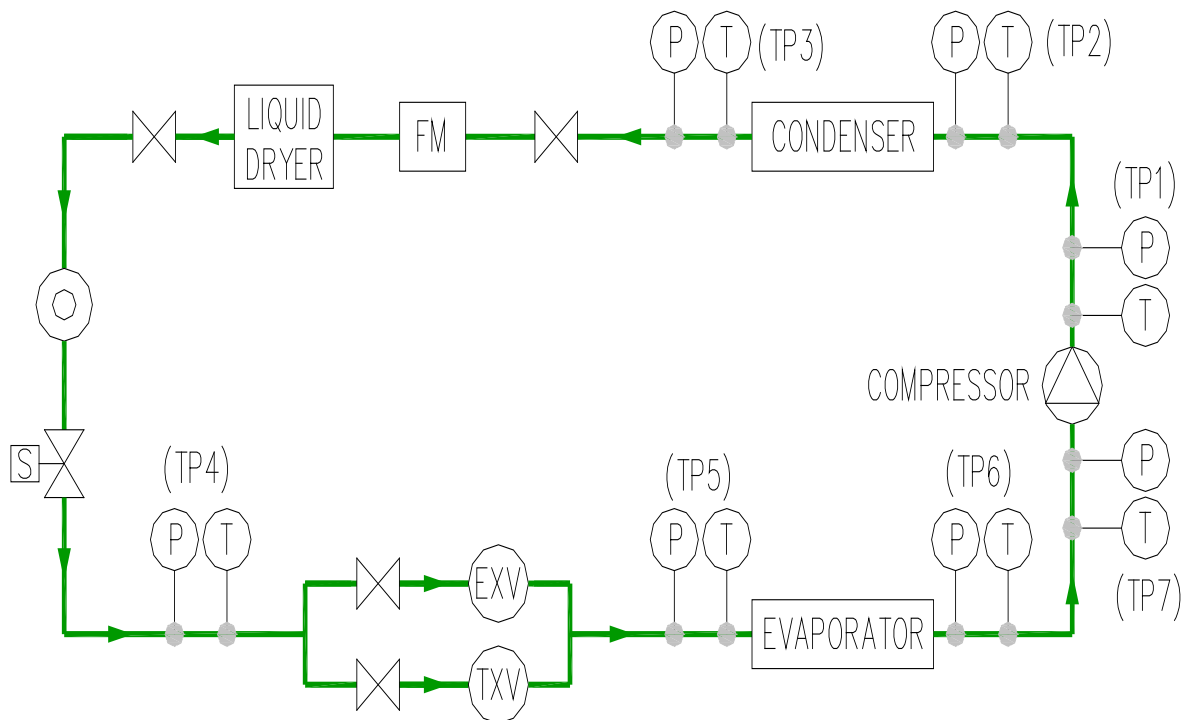 P T (TP3)
P T (TP2)
LIQUID
DRYER
FM
CONDENSER
(TP1)
P
T
COMPRESSOR
S
(TP4)
P T
(TP5)
P T
(TP6)
P T
P
T
(TP7)
EXV
TXV
EVAPORATOR